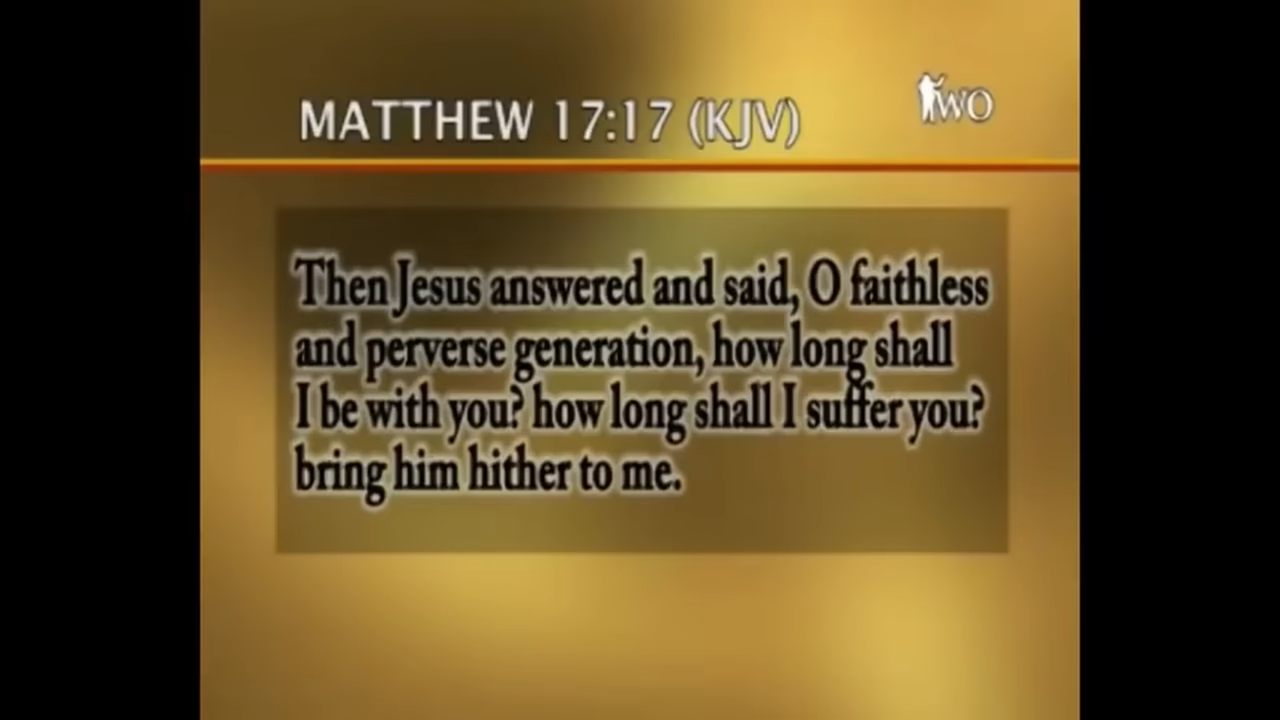 MATTHEW 17:17 (KJV)
TWO
Then Jesus answered and said, O faithless
and perverse generation, how long shall
I be with you? how long shall I suffer you?
bring him hither to me.